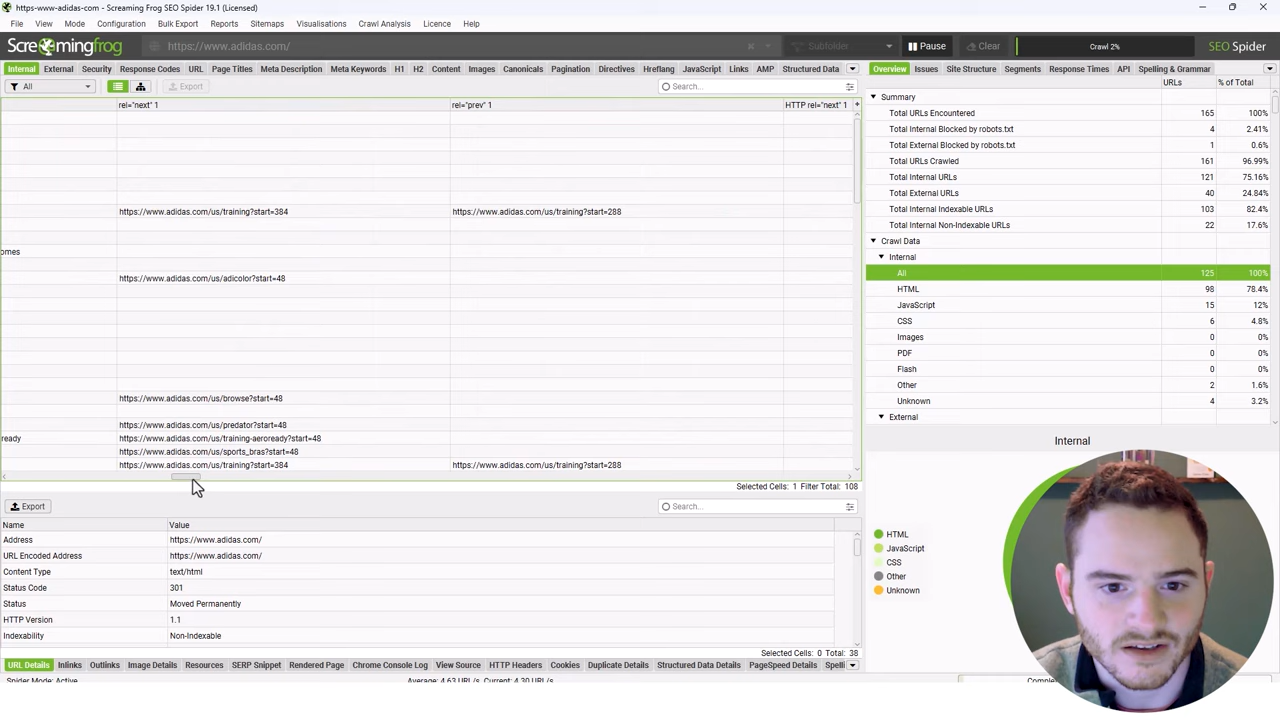 https-www-adidas-com - Screaming Frog SEO Spider 19.1 (Licensed)
File View Mode Configuration Bulk Export Reports Sitemaps Visualisations Crawl Analysis Licence Help
Screamingfrog https://www.adidas.com/ Subfolder Pause Clear Crawl 2% SEO Spider
Internal External Security Response Codes URL Page Titles Meta Description Meta Keywords H1 H2 Content Images Canonicals Pagination Directives Hreflang JavaScript Links AMP Structured Data
Overview Issues Site Structure Segments Response Times API Spelling & Grammar
All Export Search...
URLs % of Total
rel="next" 1 rel="prev" 1 HTTP rel="next" 1
https://www.adidas.com/us/training?start=384 https://www.adidas.com/us/training?start=288
omes
https://www.adidas.com/us/adicolor?start=48
https://www.adidas.com/us/browse?start=48
https://www.adidas.com/us/predator?start=48
ready https://www.adidas.com/us/training-aeroready?start=48
https://www.adidas.com/us/sports_bras?start=48
https://www.adidas.com/us/training?start=384 https://www.adidas.com/us/training?start=288
Selected Cells: 1 Filter Total: 108
Summary
Total URLs Encountered 165 100%
Total Internal Blocked by robots.txt 4 2.41%
Total External Blocked by robots.txt 1 0.6%
Total URLs Crawled 161 96.99%
Total Internal URLs 121 75.16%
Total External URLs 40 24.84%
Total Internal Indexable URLs 103 82.4%
Total Internal Non-Indexable URLs 22 17.6%
Crawl Data
Internal
All 125 100%
HTML 98 78.4%
JavaScript 15 12%
CSS 6 4.8%
Images 0 0%
PDF 0 0%
Flash 0 0%
Other 2 1.6%
Unknown 4 3.2%
External
Internal
HTML
JavaScript
CSS
Other
Unknown
Export Search...
Name Value
Address https://www.adidas.com/
URL Encoded Address https://www.adidas.com/
Content Type text/html
Status Code 301
Status Moved Permanently
HTTP Version 1.1
Indexability Non-Indexable
Selected Cells: 0 Total: 38
URL Details Inlinks Outlinks Image Details Resources SERP Snippet Rendered Page Chrome Console Log View Source HTTP Headers Cookies Duplicate Details Structured Data Details PageSpeed Details Spelli
Spider Mode: Active Average: 4.63 URL/s. Current: 4.30 URL/s. Comple